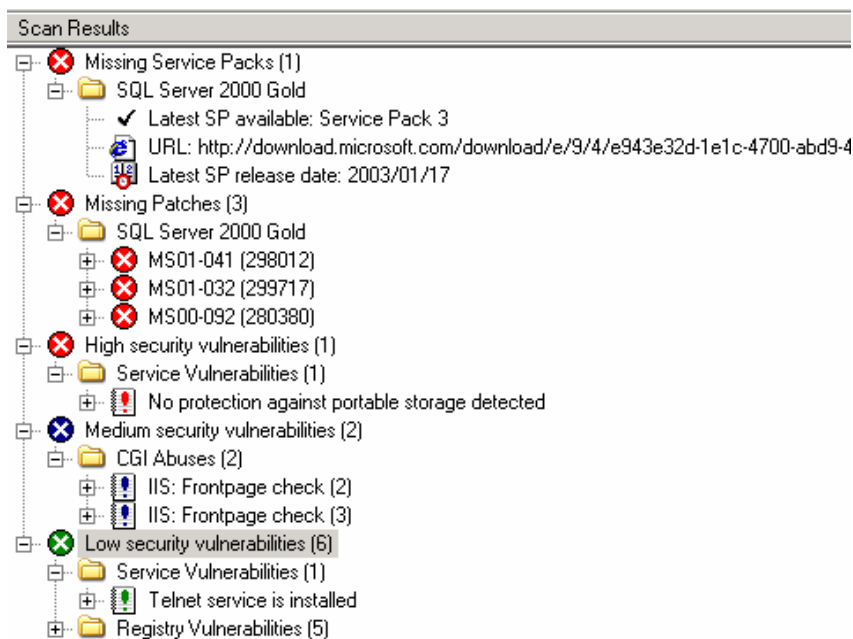 Scan Results
Missing Service Packs (1)
SQL Server 2000 Gold
Latest SP available: Service Pack 3
URL: http://download.microsoft.com/download/e/9/4/e943e32d-1e1c-4700-abd9-4
Latest SP release date: 2003/01/17
Missing Patches (3)
SQL Server 2000 Gold
MS01-041 (298012)
MS01-032 (299717)
MS00-092 (280380)
High security vulnerabilities (1)
Service Vulnerabilities (1)
No protection against portable storage detected
Medium security vulnerabilities (2)
CGI Abuses (2)
IIS: Frontpage check (2)
IIS: Frontpage check (3)
Low security vulnerabilities (6)
Service Vulnerabilities (1)
Telnet service is installed
Registry Vulnerabilities (5)